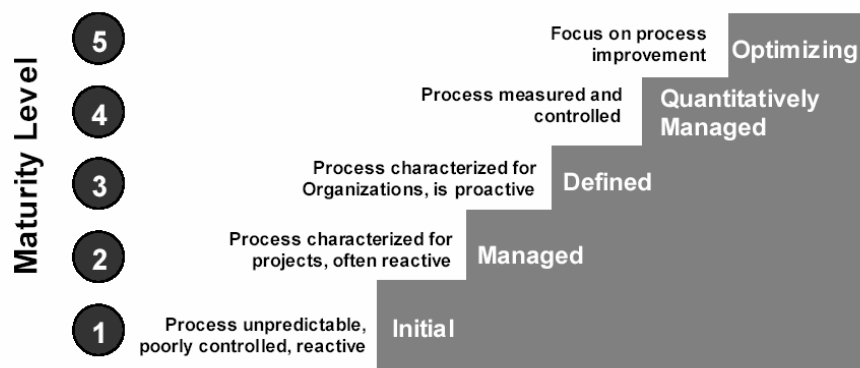 Maturity Level
5
Focus on process
improvement
Optimizing
4
Process measured and
controlled
Quantitatively
Managed
3
Process characterized for
Organizations, is proactive
Defined
2
Process characterized for
projects, often reactive
Managed
1
Process unpredictable,
poorly controlled, reactive
Initial